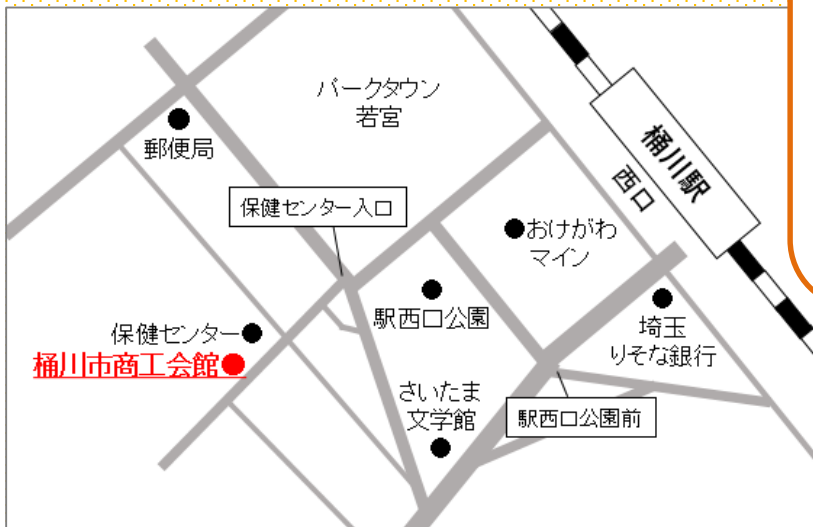 パークタウン
若宮
桶川駅
西口
郵便局
保健センター入口
おけがわ
マイン
駅西口公園
埼玉
りそな銀行
保健センター
桶川市商工会館
さいたま
文学館
駅西口公園前